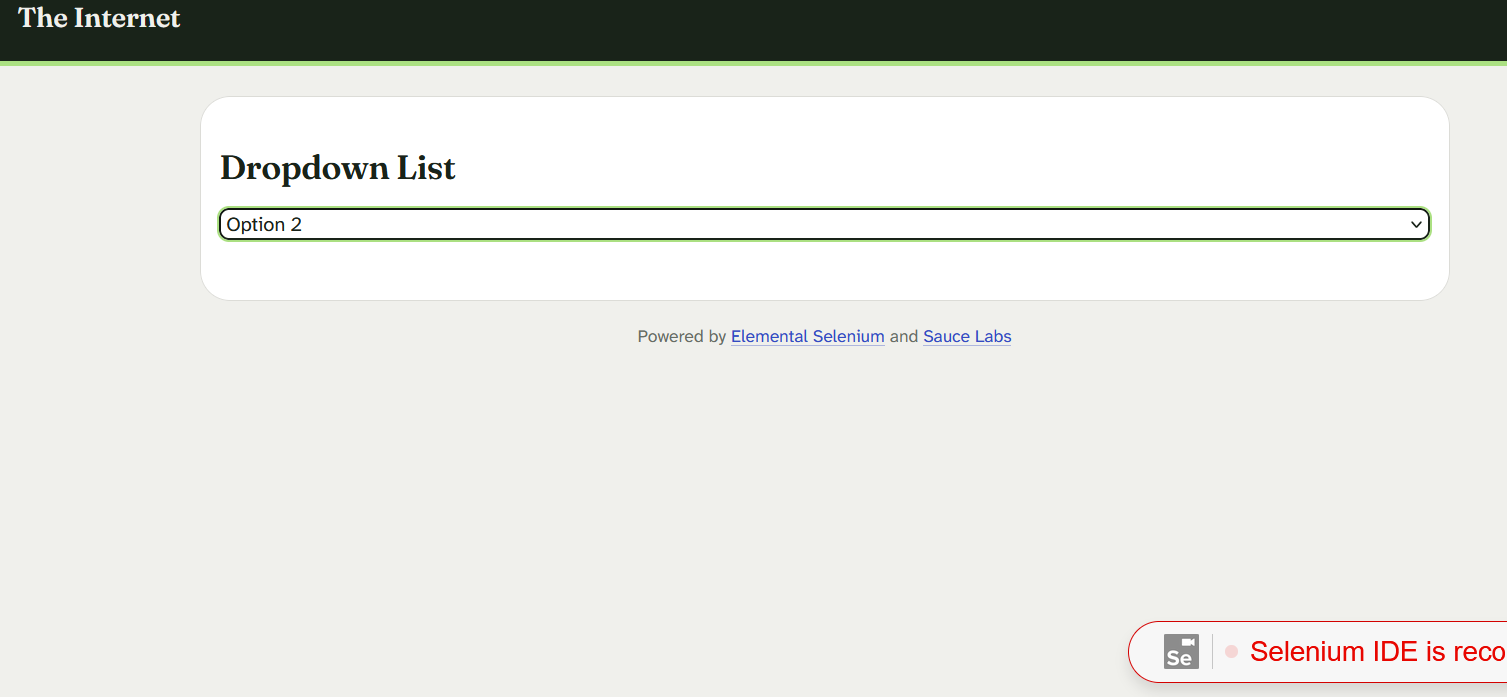 The Internet
Dropdown List
Option 2
Powered by Elemental Selenium and Sauce Labs
Se
Selenium IDE is reco